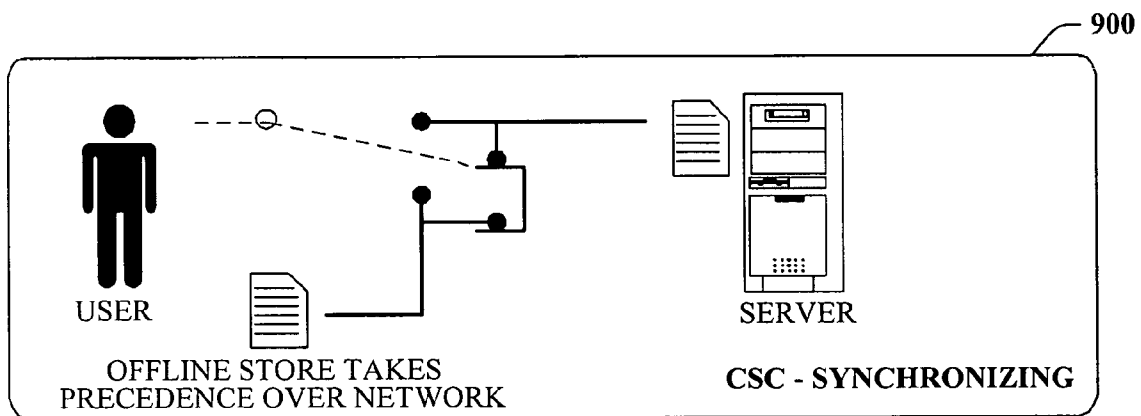 900
USER
SERVER
OFFLINE STORE TAKES
PRECEDENCE OVER NETWORK
CSC - SYNCHRONIZING